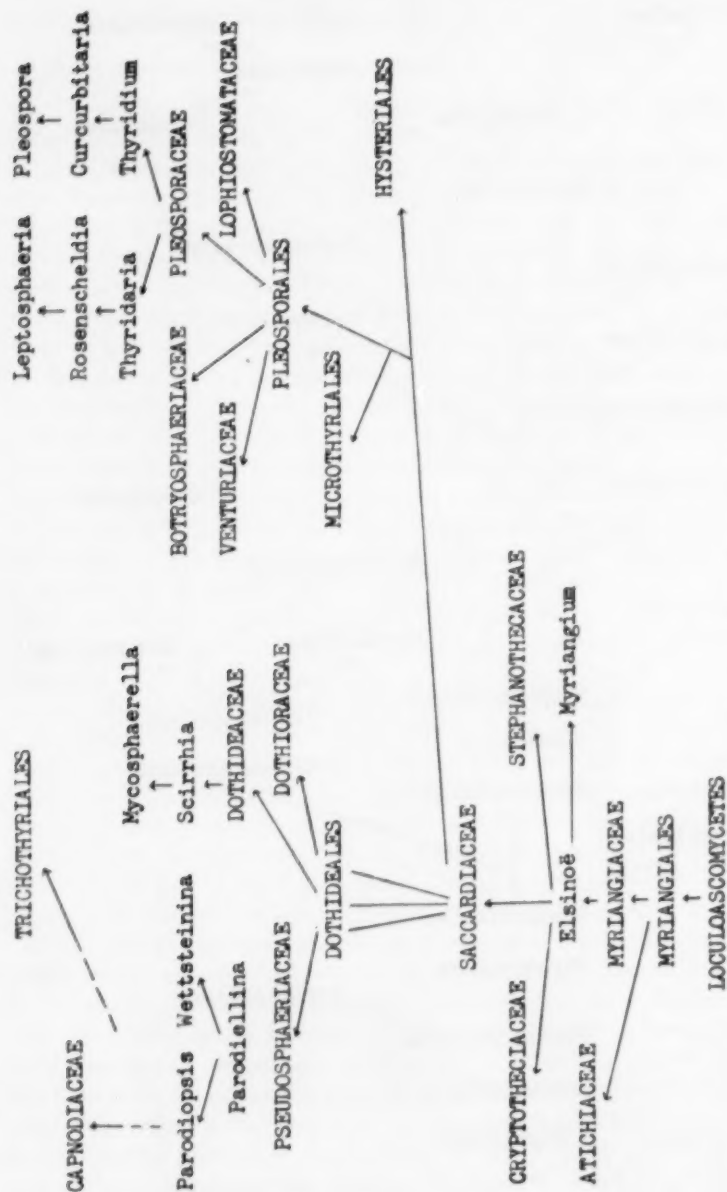 TRICHOTHYRIALES Leptosphaeria Pleospora
CAPNODIACEAE Rosenscheldia Curcurbitaria
Mycosphaerella Thyridaria Thyridium
Parodiopsis Wettsteinina Scirrhia BOTRYOSPHAERIACEAE PLEOSPORACEAE
Parodiellina DOTHIDEACEAE VENTURIACEAE LOPHIOSTOMATACEAE
PSEUDOSPHAERIACEAE DOTHIORACEAE PLEOSPORALES
DOTHIDEALES MICROTHYRIALES
HYSTERIALES
SACCARDIACEAE
CRYPTOTHECIACEAE STEPHANOTHECACEAE
Elsinoë Myriangium
ATICHIACEAE MYRIANGIACEAE
MYRIANGIALES
LOCULOASCOMYCETES